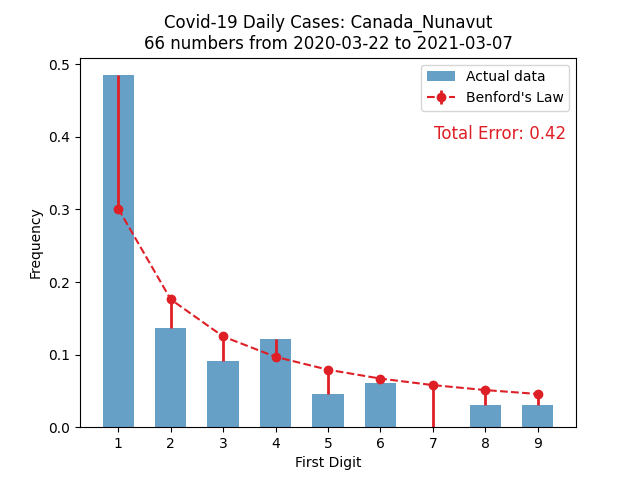 Covid-19 Daily Cases: Canada_Nunavut
66 numbers from 2020-03-22 to 2021-03-07
Actual data
Benford's Law
Total Error: 0.42
Frequency
0.5
0.4
0.3
0.2
0.1
0.0
1 2 3 4 5 6 7 8 9
First Digit